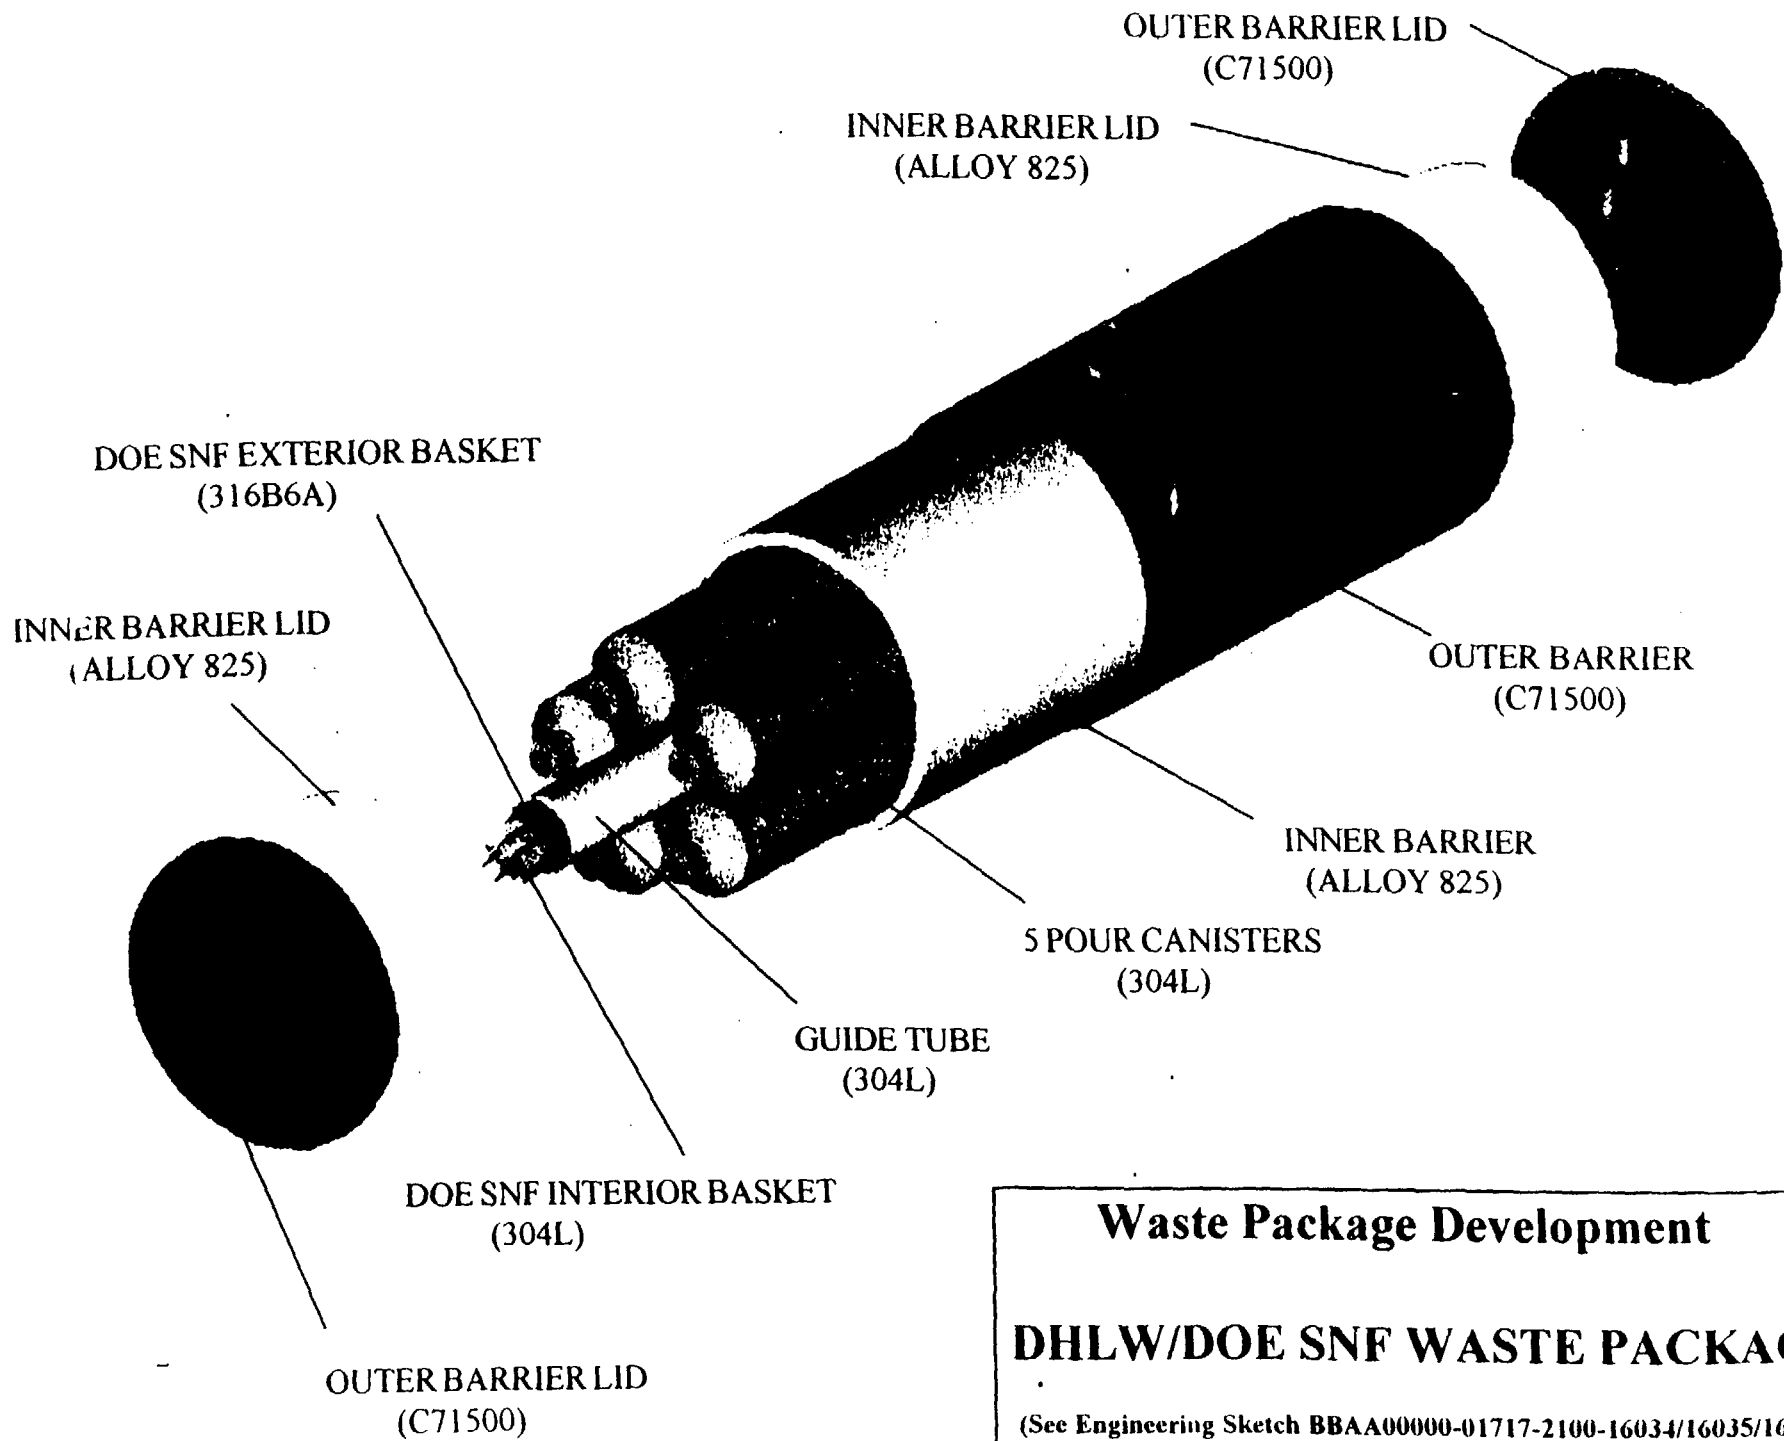 OUTER BARRIER LID
(C71500)
INNER BARRIER LID
(ALLOY 825)
DOE SNF EXTERIOR BASKET
(316B6A)
INNER BARRIER LID
(ALLOY 825)
OUTER BARRIER
(C71500)
INNER BARRIER
(ALLOY 825)
5 POUR CANISTERS
(304L)
GUIDE TUBE
(304L)
DOE SNF INTERIOR BASKET
(304L)
OUTER BARRIER LID
(C71500)
Waste Package Development
DHLW/DOE SNF WASTE
(See Engineering Sketch BBAA00000-01717-2100-16034/16035/